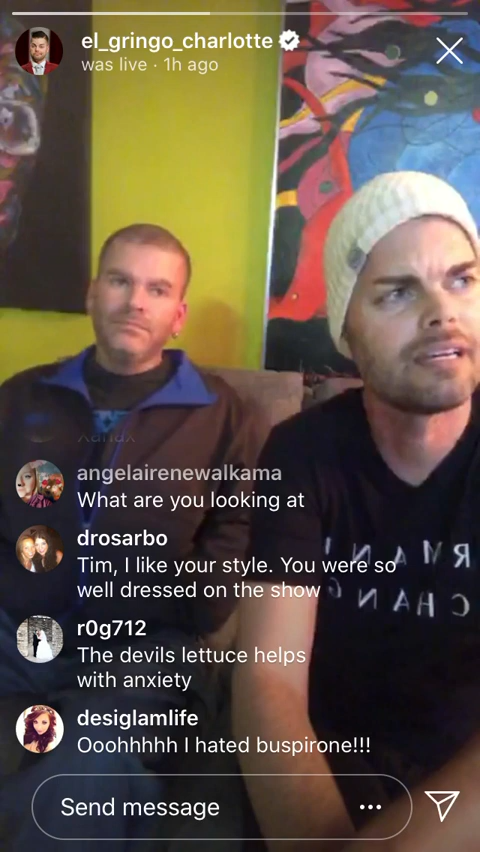 el_gringo_charlotte
was live · 1h ago
Xanax
angelairenewalkama
What are you looking at
drosarbo
Tim, I like your style. You were so
well dressed on the show
r0g712
The devils lettuce helps
with anxiety
desiglamlife
Ooohhhhh I hated buspirone!!!
Send message